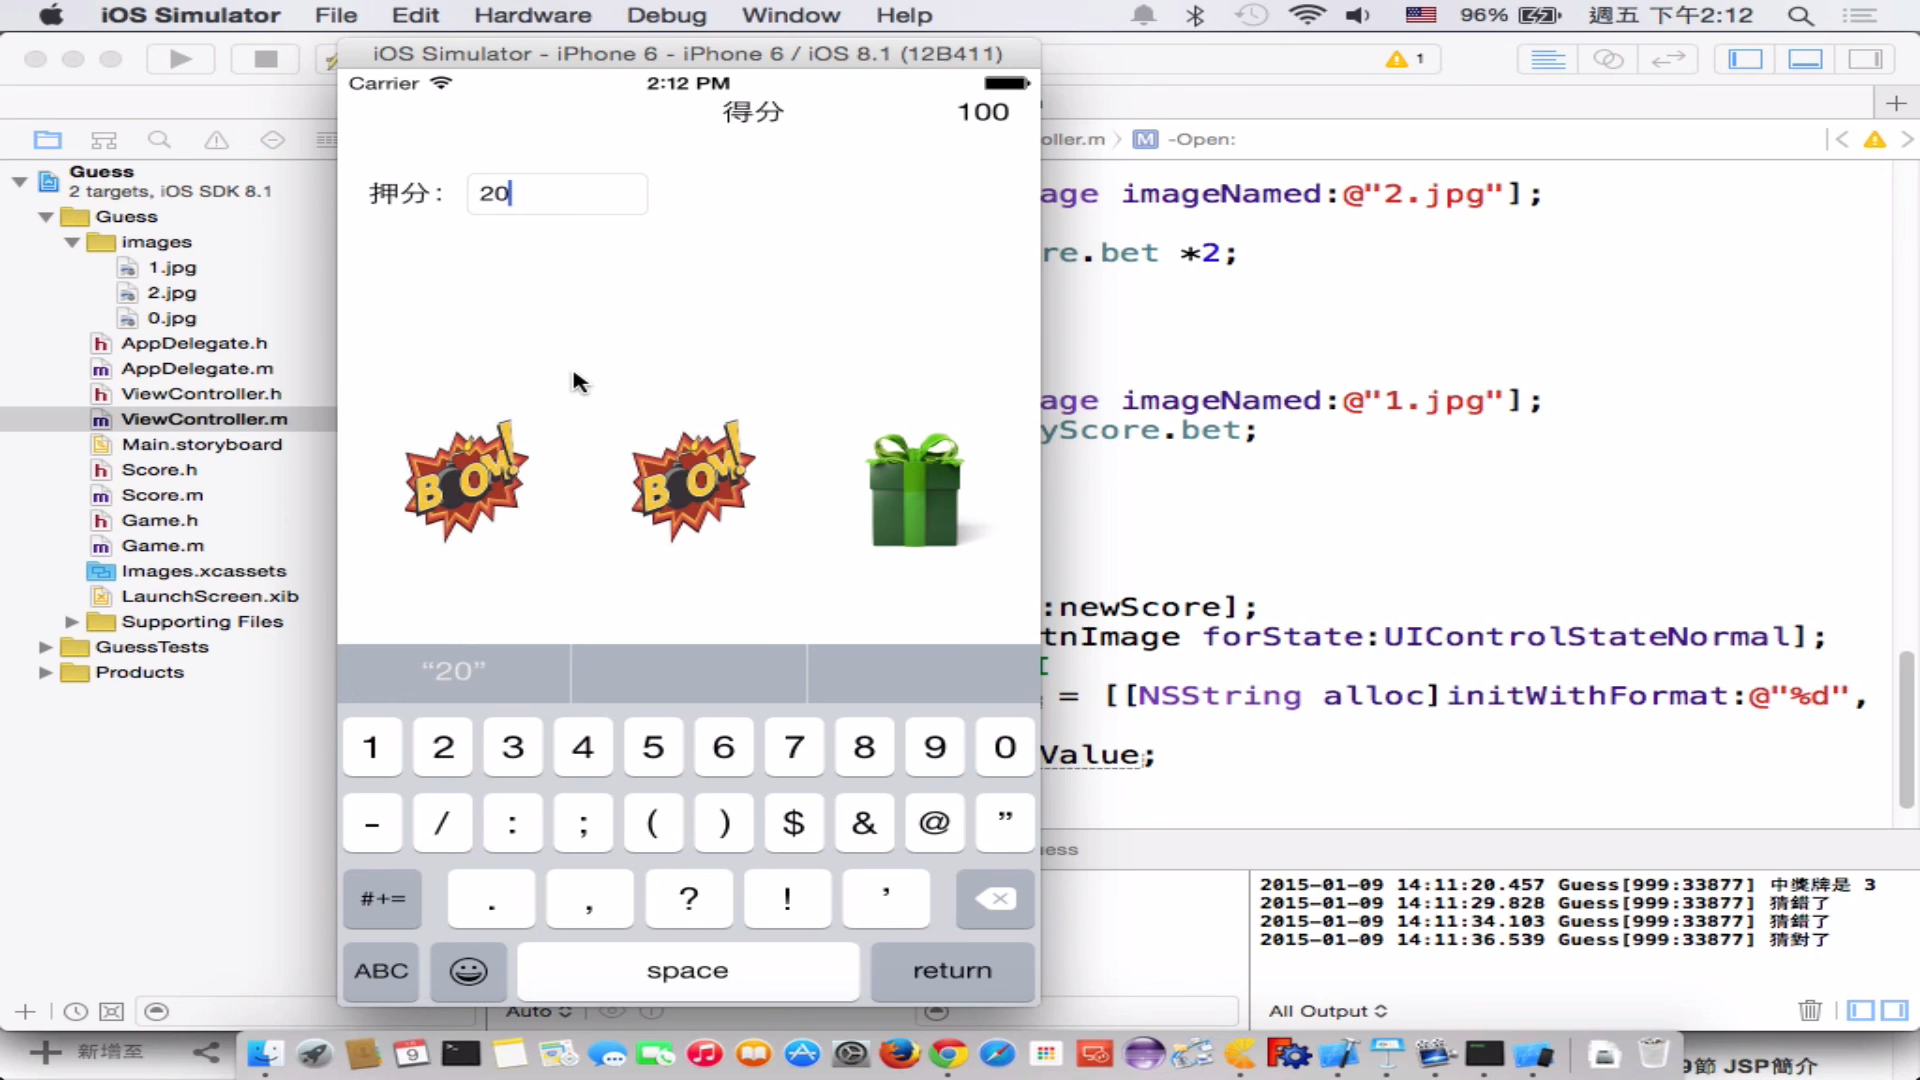 iOS Simulator File Edit Hardware Debug Window Help 96% 週五 下午2:12
iOS Simulator - iPhone 6 - iPhone 6 / iOS 8.1 (12B411)
1
Carrier 2:12 PM
得分 100
oller.m M -Open:
押分： 20
Guess
2 targets, iOS SDK 8.1
Guess
images
1.jpg
2.jpg
0.jpg
h AppDelegate.h
m AppDelegate.m
h ViewController.h
m ViewController.m
Main.storyboard
h Score.h
m Score.m
h Game.h
m Game.m
Images.xcassets
LaunchScreen.xib
Supporting Files
GuessTests
Products
age imageNamed:@"2.jpg"];
re.bet *2;
age imageNamed:@"1.jpg"];
yScore.bet;
:newScore];
tnImage forState:UIControlStateNormal];
= [[NSString alloc]initWithFormat:@"%d",
Value;
BOOM!
BOOM!
“20”
1 2 3 4 5 6 7 8 9 0
- / : ; ( ) $ & @ ”
#+= . , ? ! ’
ABC space return
ess
2015-01-09 14:11:20.457 Guess[999:33877] 中獎牌是 3
2015-01-09 14:11:29.828 Guess[999:33877] 猜錯了
2015-01-09 14:11:34.103 Guess[999:33877] 猜錯了
2015-01-09 14:11:36.539 Guess[999:33877] 猜對了
Auto
All Output
新增至
9
9節 JSP簡介